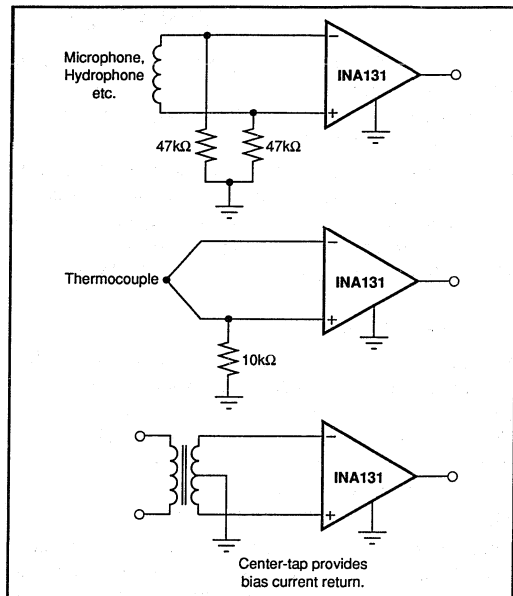 Microphone,
Hydrophone
etc.
−
INA131
+
47kΩ
47kΩ
−
Thermocouple
INA131
+
10kΩ
−
INA131
+
Center-tap provides
bias current return.